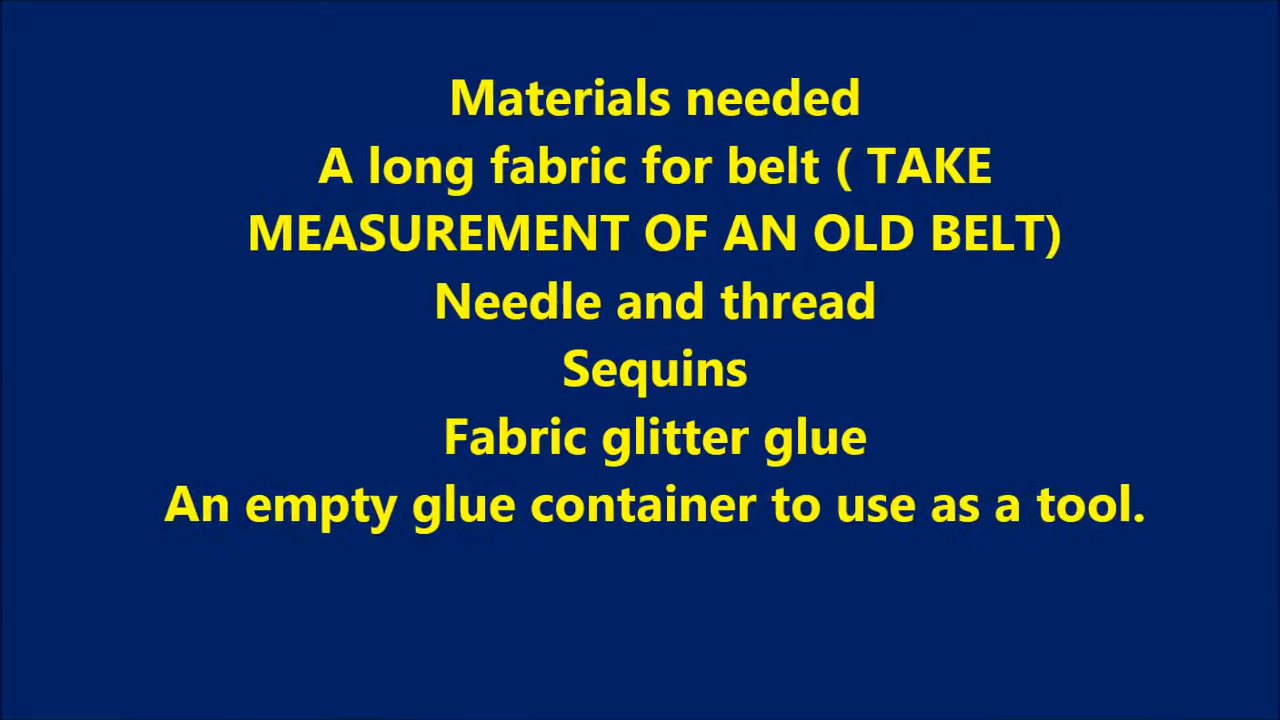 Materials needed
A long fabric for belt ( TAKE
MEASUREMENT OF AN OLD BELT)
Needle and thread
Sequins
Fabric glitter glue
An empty glue container to use as a tool.